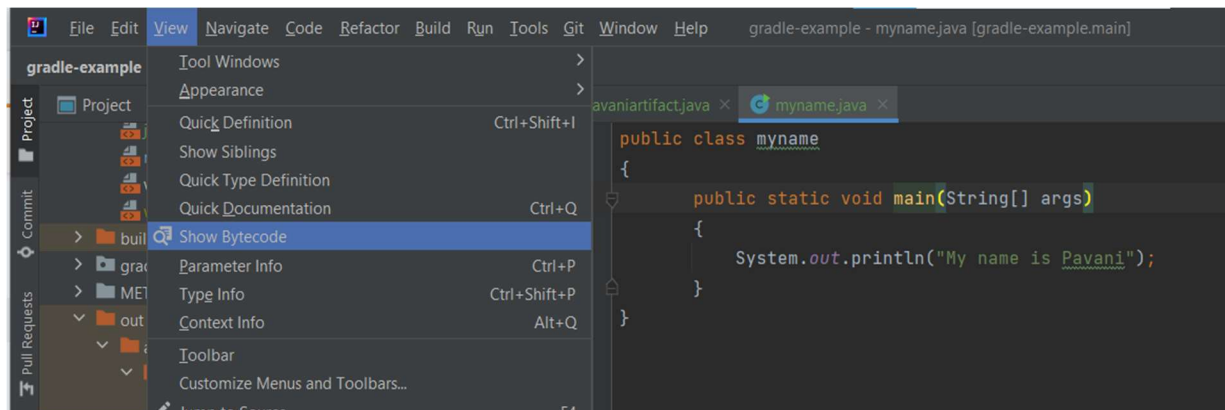 File Edit View Navigate Code Refactor Build Run Tools Git Window Help gradle-example - myname.java [gradle-example.main]
gradle-example
Project
Commit
Pull Requests
Project
buil
grad
MET
out
Tool Windows
Appearance
Quick Definition Ctrl+Shift+I
Show Siblings
Quick Type Definition
Quick Documentation Ctrl+Q
Show Bytecode
Parameter Info Ctrl+P
Type Info Ctrl+Shift+P
Context Info Alt+Q
Toolbar
Customize Menus and Toolbars...
avaniartifact.java myname.java
public class myname
{
public static void main(String[] args)
{
System.out.println("My name is Pavani");
}
}